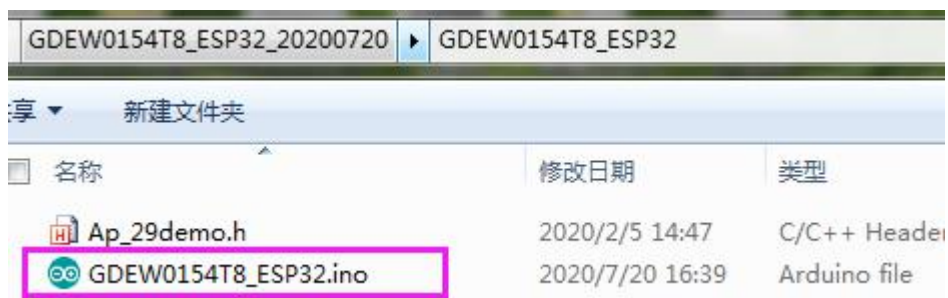 GDEW0154T8_ESP32_20200720 ▸ GDEW0154T8_ESP32
享 ▼ 新建文件夹
名称 修改日期 类型
Ap_29demo.h 2020/2/5 14:47 C/C++ Header
GDEW0154T8_ESP32.ino 2020/7/20 16:39 Arduino file